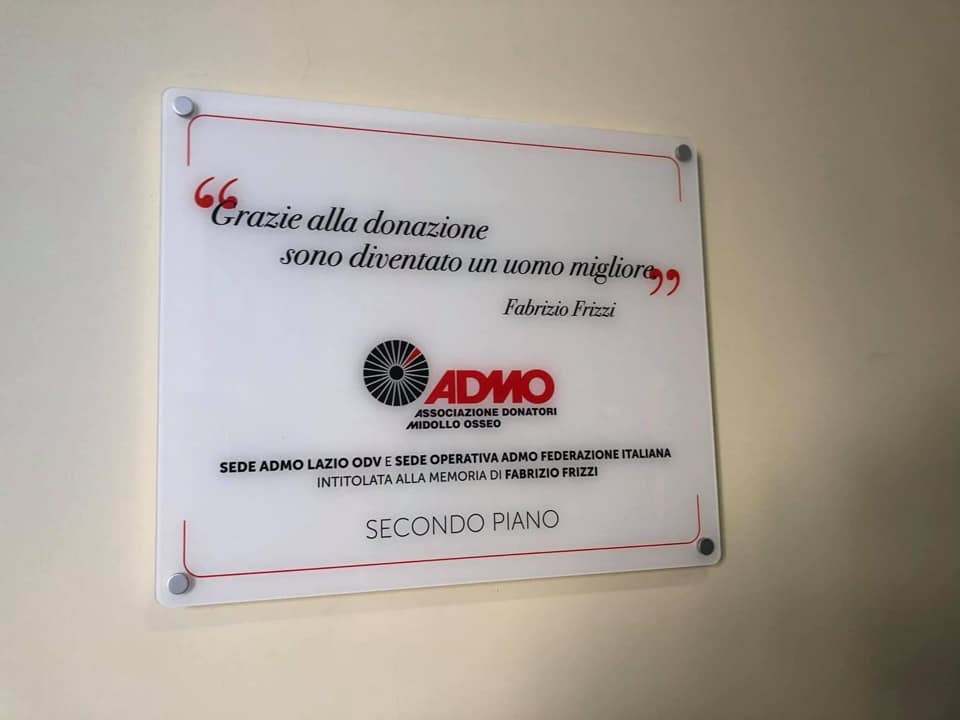 “Grazie alla donazione
sono diventato un uomo migliore”
Fabrizio Frizzi
ADMO
ASSOCIAZIONE DONATORI
MIDOLLO OSSEO
SEDE ADMO LAZIO ODV E SEDE OPERATIVA ADMO FEDERAZIONE ITALIANA
INTITOLATA ALLA MEMORIA DI FABRIZIO FRIZZI
SECONDO PIANO